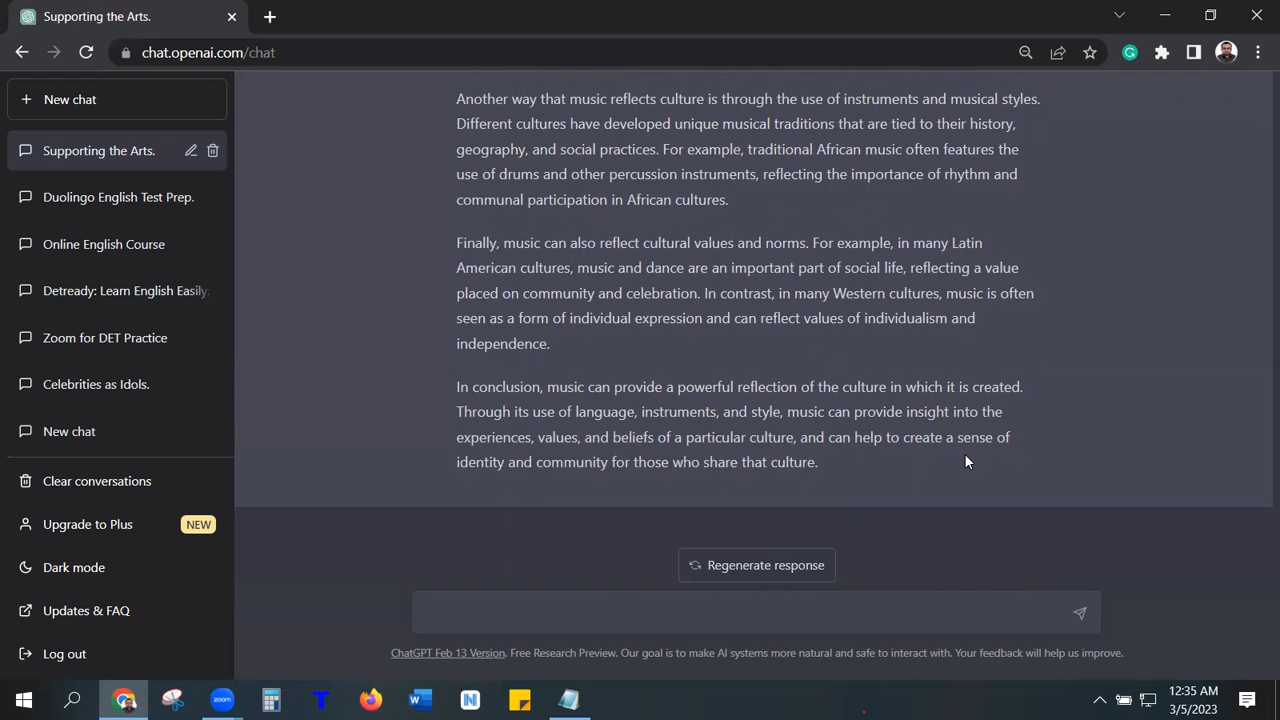 Supporting the Arts.
chat.openai.com/chat
New chat
Supporting the Arts.
Duolingo English Test Prep.
Online English Course
Detready: Learn English Easily.
Zoom for DET Practice
Celebrities as Idols.
New chat
Clear conversations
Upgrade to Plus NEW
Dark mode
Updates & FAQ
Log out
Another way that music reflects culture is through the use of instruments and musical styles.
Different cultures have developed unique musical traditions that are tied to their history,
geography, and social practices. For example, traditional African music often features the
use of drums and other percussion instruments, reflecting the importance of rhythm and
communal participation in African cultures.
Finally, music can also reflect cultural values and norms. For example, in many Latin
American cultures, music and dance are an important part of social life, reflecting a value
placed on community and celebration. In contrast, in many Western cultures, music is often
seen as a form of individual expression and can reflect values of individualism and
independence.
In conclusion, music can provide a powerful reflection of the culture in which it is created.
Through its use of language, instruments, and style, music can provide insight into the
experiences, values, and beliefs of a particular culture, and can help to create a sense of
identity and community for those who share that culture.
Regenerate response
ChatGPT Feb 13 Version. Free Research Preview. Our goal is to make AI systems more natural and safe to interact with. Your feedback will help us improve.
zoom
T
W
N
12:35 AM
3/5/2023